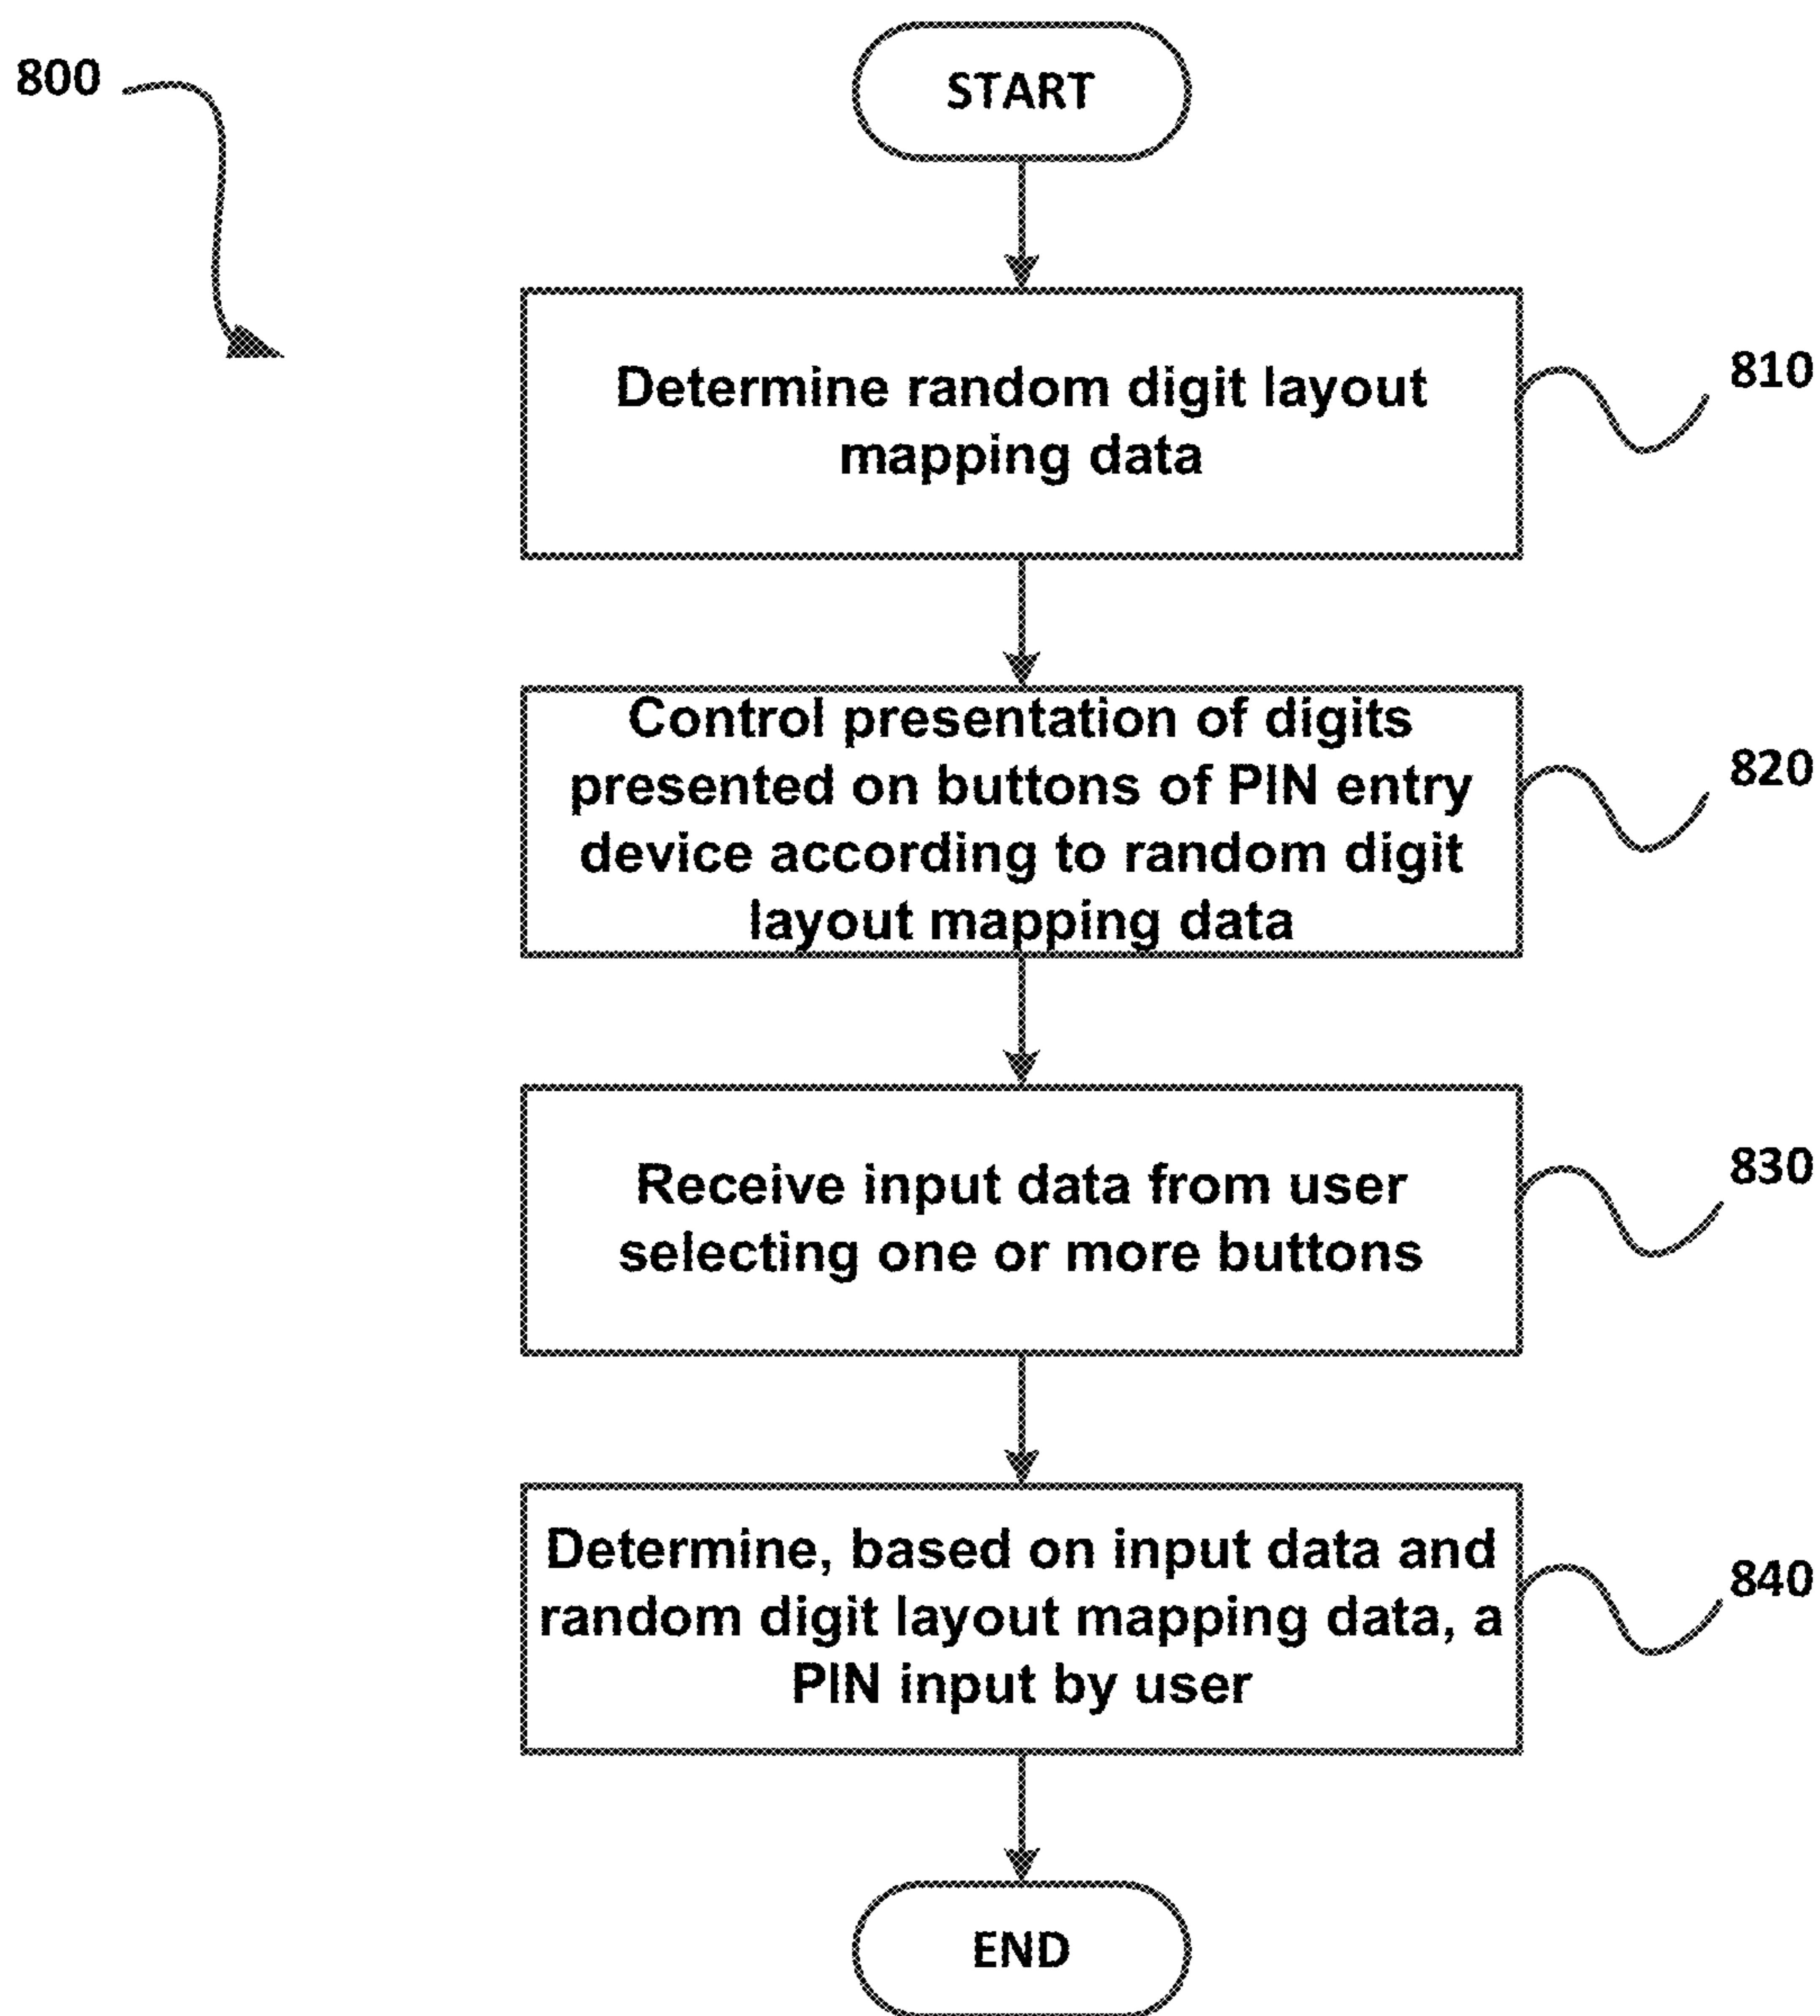 800
START
Determine random digit layout
mapping data
810
Control presentation of digits
presented on buttons of PIN entry
device according to random digit
layout mapping data
820
Receive input data from user
selecting one or more buttons
830
Determine, based on input data and
random digit layout mapping data, a
PIN input by user
840
END